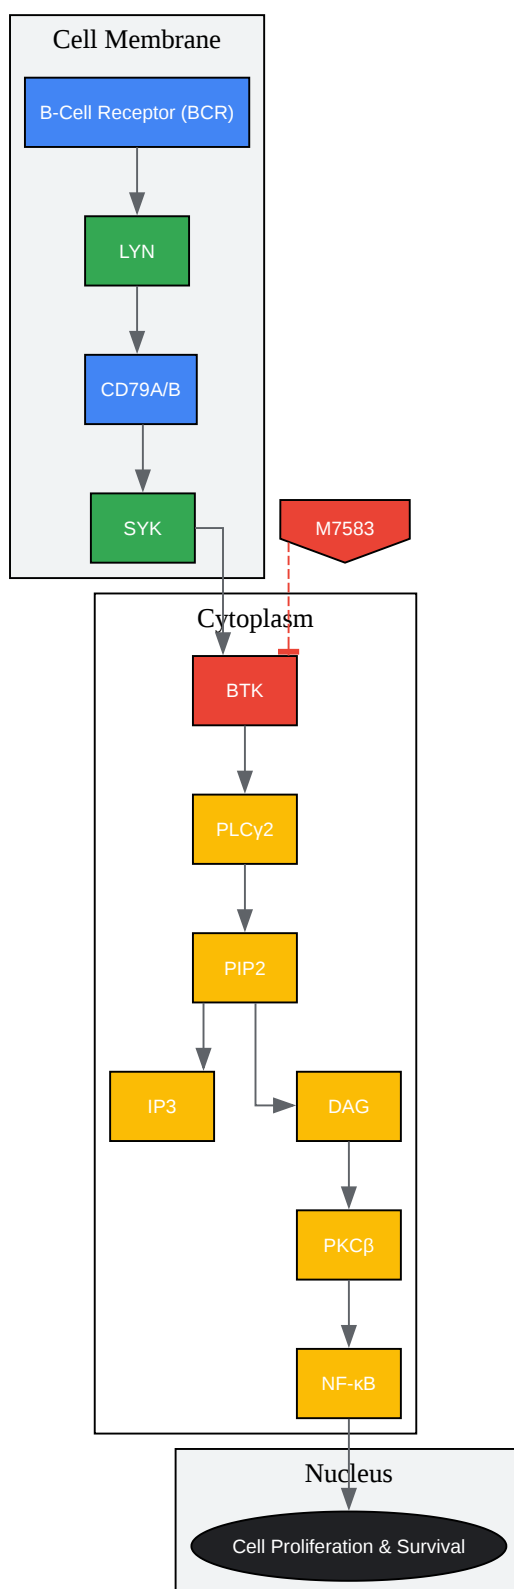 Cell Membrane
B-Cell Receptor (BCR)
LYN
CD79A/B
SYK
M7583
Cytoplasm
BTK
PLCγ2
PIP2
IP3
DAG
PKCβ
NF-κB
Nucleus
Cell Proliferation & Survival